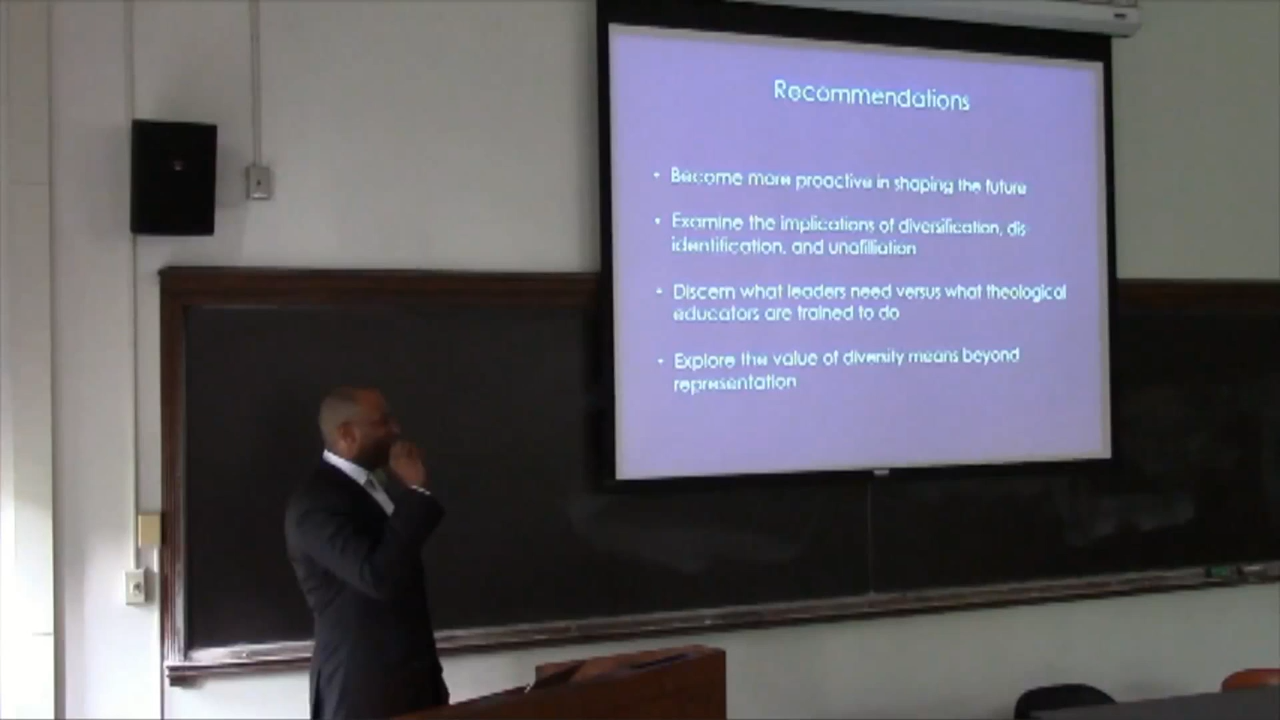 Recommendations
• Become more proactive in shaping the future
• Examine the implications of diversification, dis-
identification, and unafilliation
• Discern what leaders need versus what theological
educators are trained to do
• Explore the value of diversity means beyond
representation